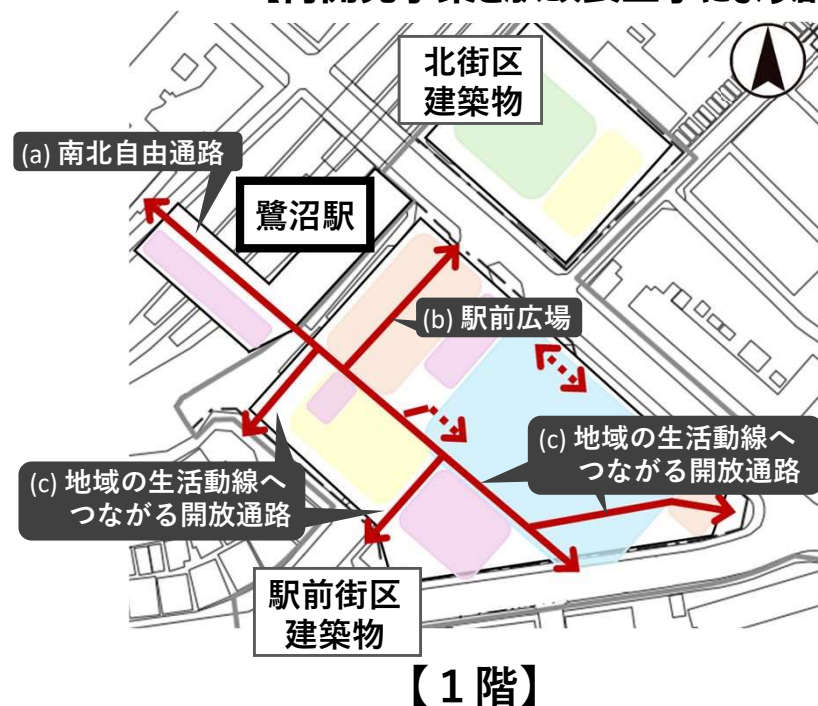 北街区
建築物
(a) 南北自由通路
鷺沼駅
(b) 駅前広場
(c) 地域の生活動線へ
つながる開放通路
(c) 地域の生活動線へ
つながる開放通路
駅前街区
建築物
【１階】